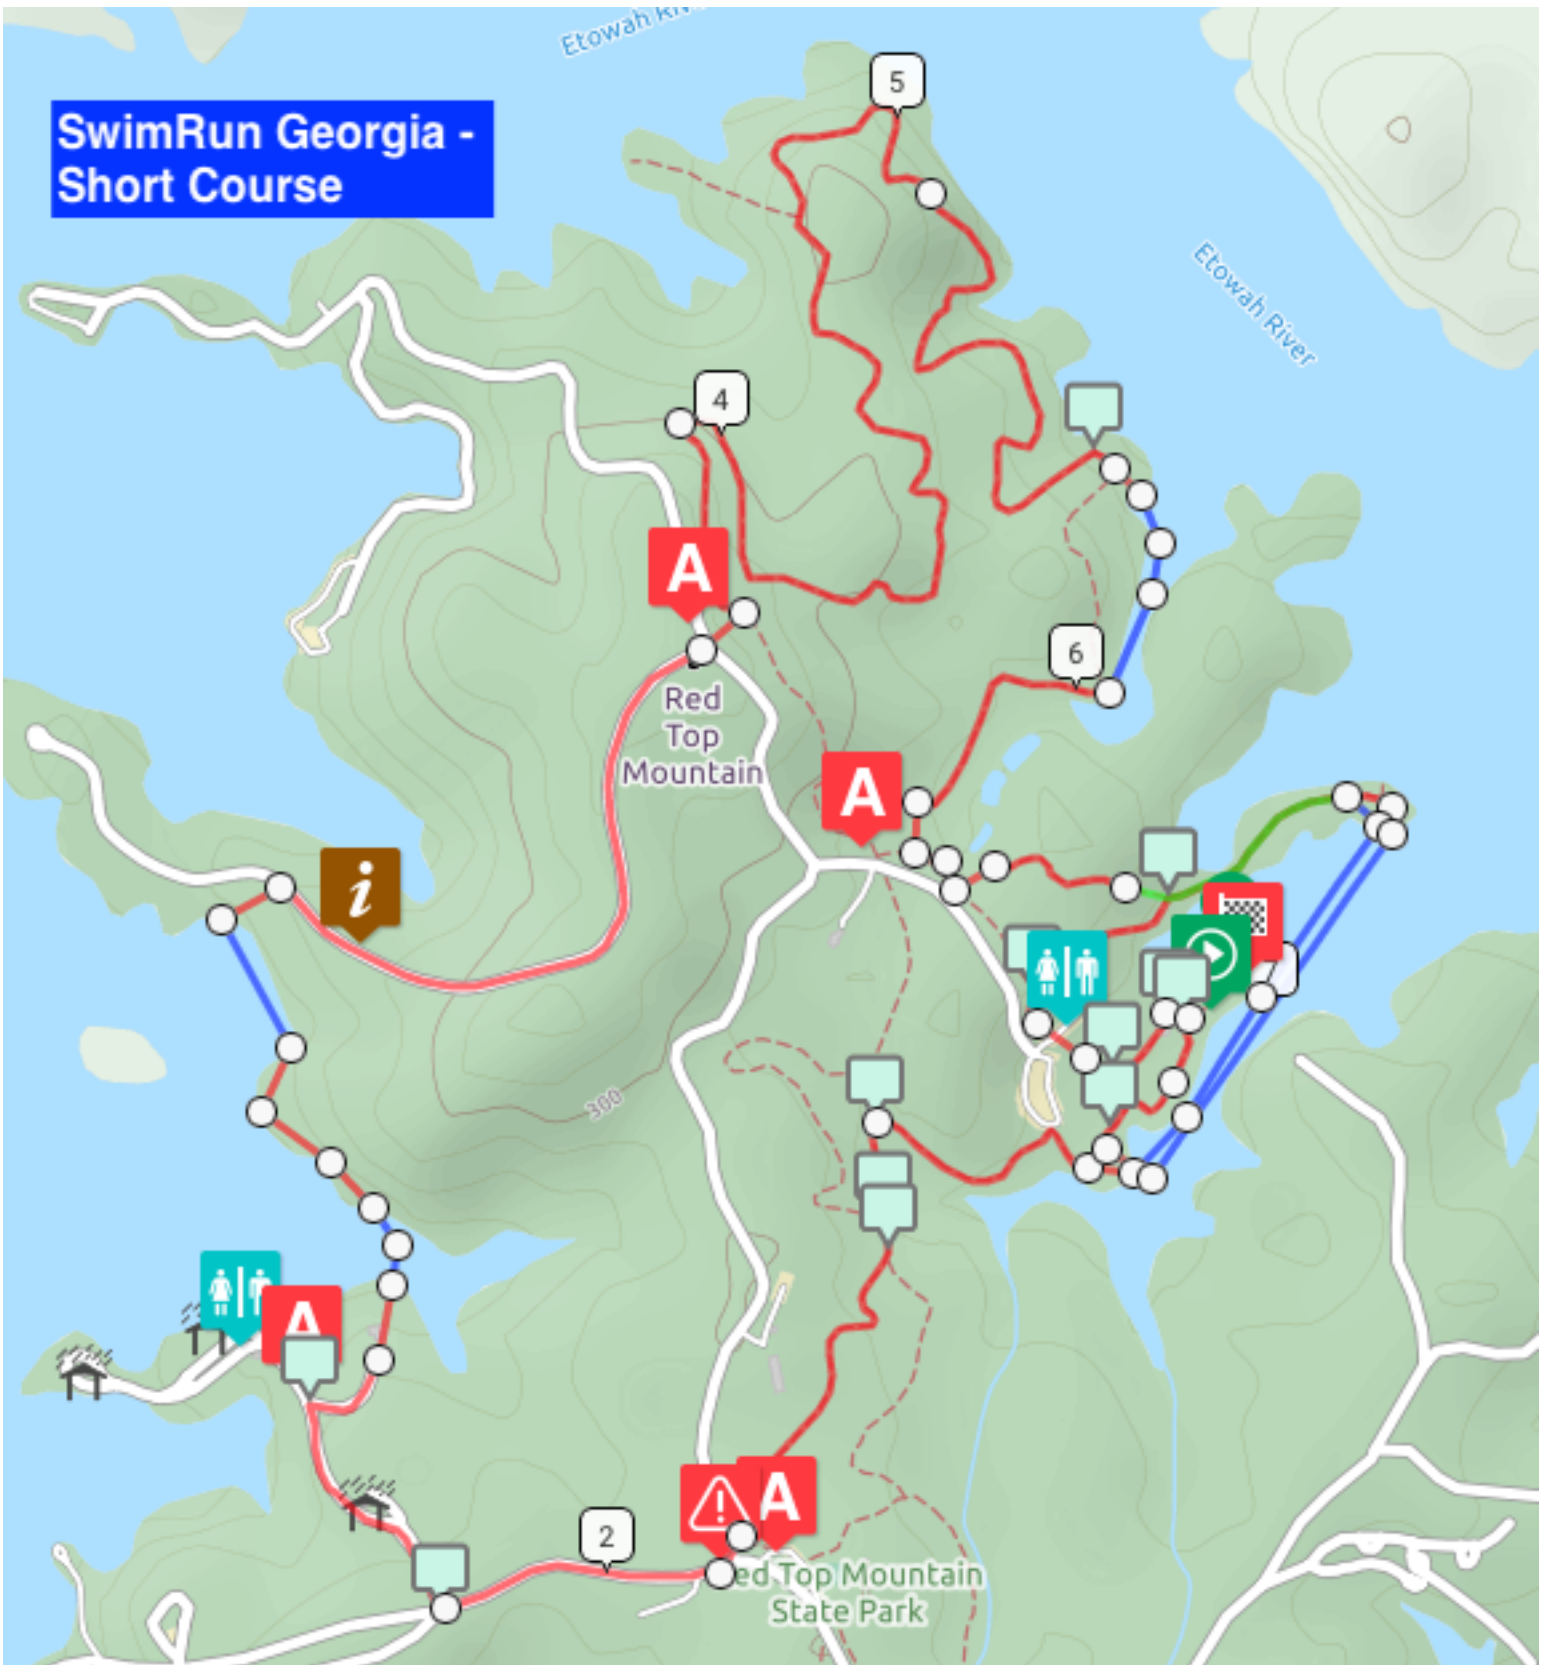 Etowah Riv
SwimRun Georgia -
Short Course
5
Etowah River
4
A
6
Red
Top
Mountain
A
i
300
A
A
2
ed Top Mountain
State Park